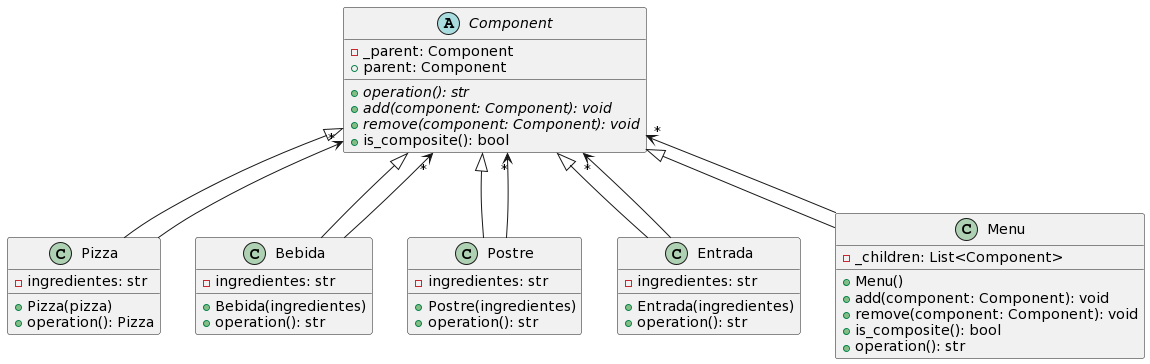 A Component
_parent: Component
parent: Component
operation(): str
add(component: Component): void
remove(component: Component): void
is_composite(): bool
* * * * *
C Pizza
ingredientes: str
Pizza(pizza)
operation(): Pizza
C Bebida
ingredientes: str
Bebida(ingredientes)
operation(): str
C Postre
ingredientes: str
Postre(ingredientes)
operation(): str
C Entrada
ingredientes: str
Entrada(ingredientes)
operation(): str
C Menu
_children: List<Component>
Menu()
add(component: Component): void
remove(component: Component): void
is_composite(): bool
operation(): str